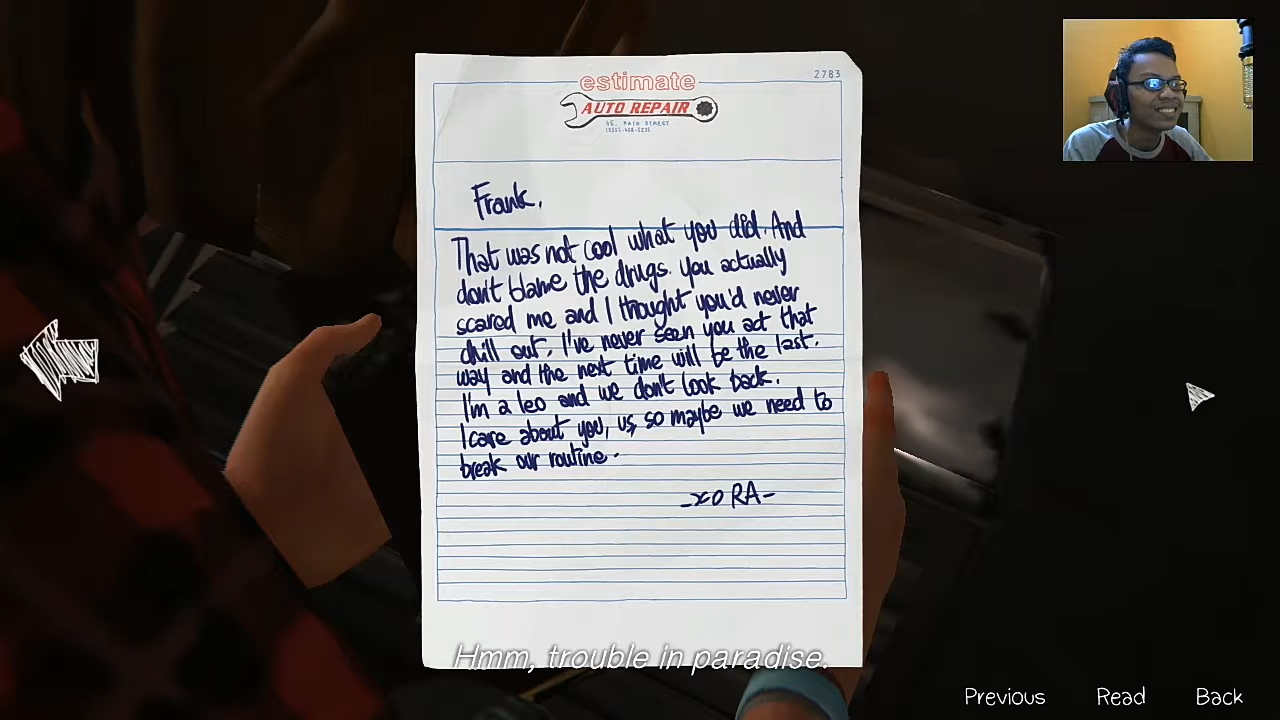 estimate
2783
AUTO REPAIR
Frank,
That was not cool what you did. And
don't blame the drugs. You actually
scared me and I thought you'd never
chill out. I've never seen you act that
way and the next time will be the last.
I'm a leo and we don't look back.
I care about you, us, so maybe we need to
break our routine.
-xo RA-
Hmm, trouble in paradise.
Previous Read Back